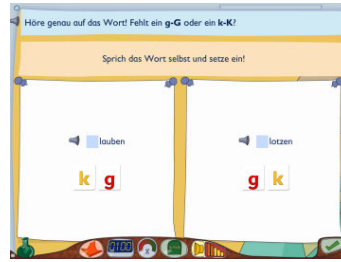 Höre genau auf das Wort! Fehlt ein g-G oder ein k-K?
Sprich das Wort selbst und setze ein!
lauben
lotzen
k g
g k